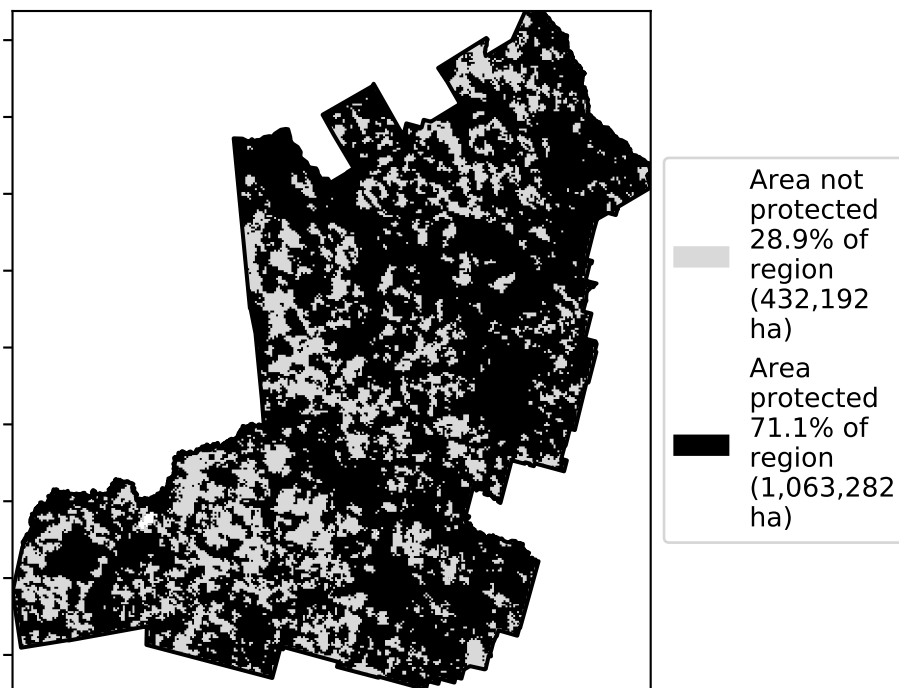 Area not
protected
28.9% of
region
(432,192
ha)
Area
protected
71.1% of
region
(1,063,282
ha)